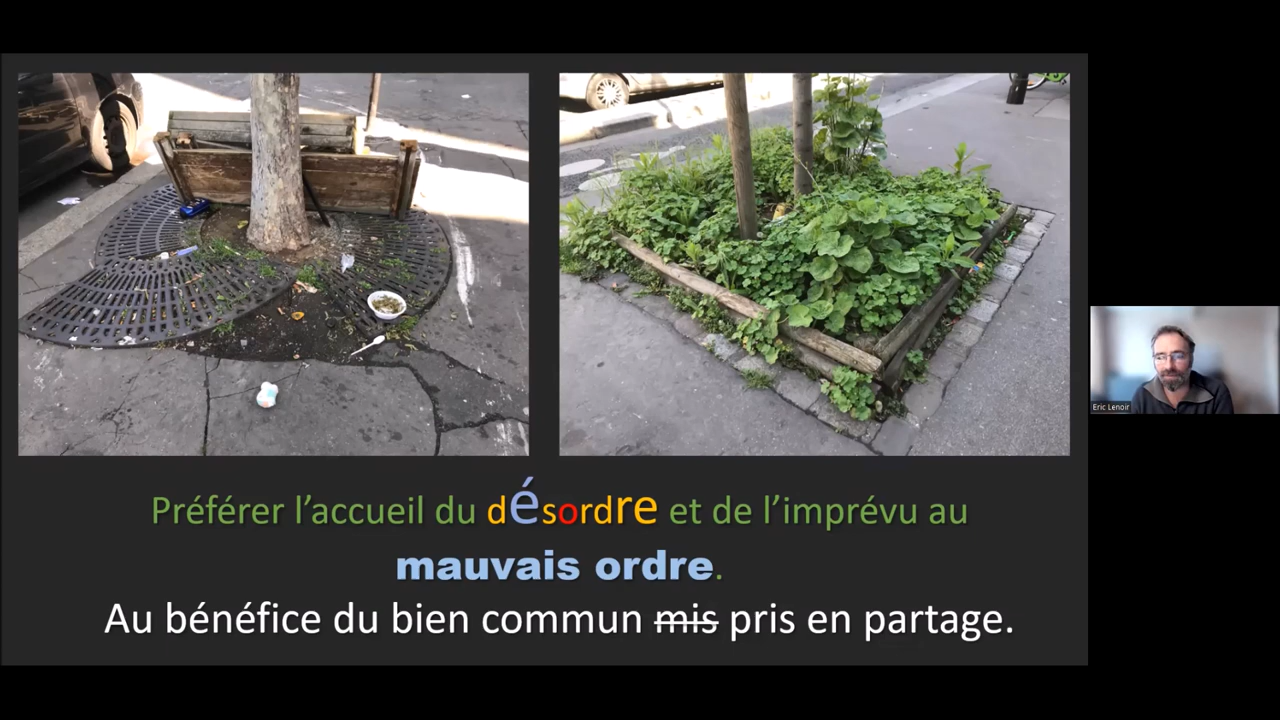 Préférer l'accueil du désordre et de l'imprévu au
mauvais ordre.
Au bénéfice du bien commun mis pris en partage.
Eric Lenoir